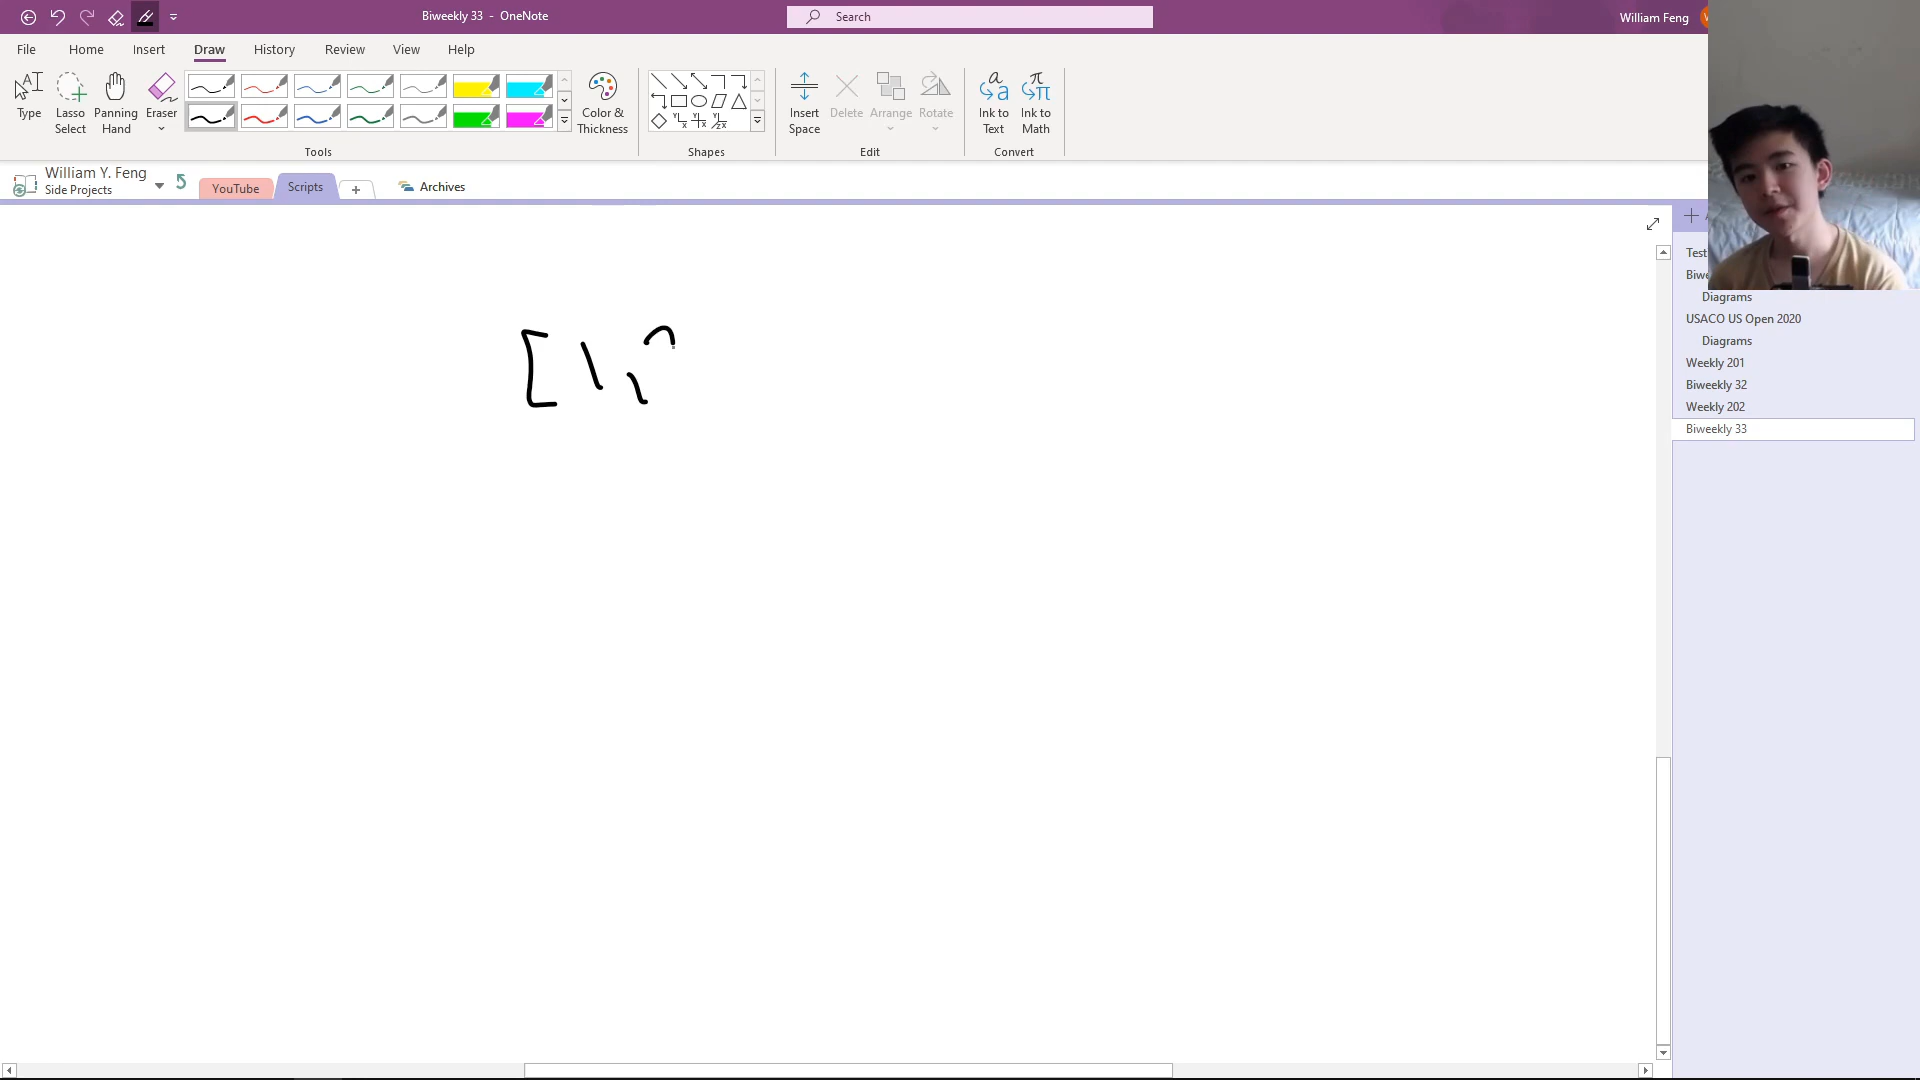 Biweekly 33 - OneNote
Search
William Feng
File Home Insert Draw History Review View Help
Type
Lasso Select
Panning Hand
Eraser
Color & Thickness
Insert Space
Delete
Arrange
Rotate
Ink to Text
Ink to Math
Tools
Shapes
Edit
Convert
William Y. Feng
Side Projects
YouTube
Scripts
Archives
Test
Biwe
Diagrams
USACO US Open 2020
Diagrams
Weekly 201
Biweekly 32
Weekly 202
Biweekly 33
[ 1,